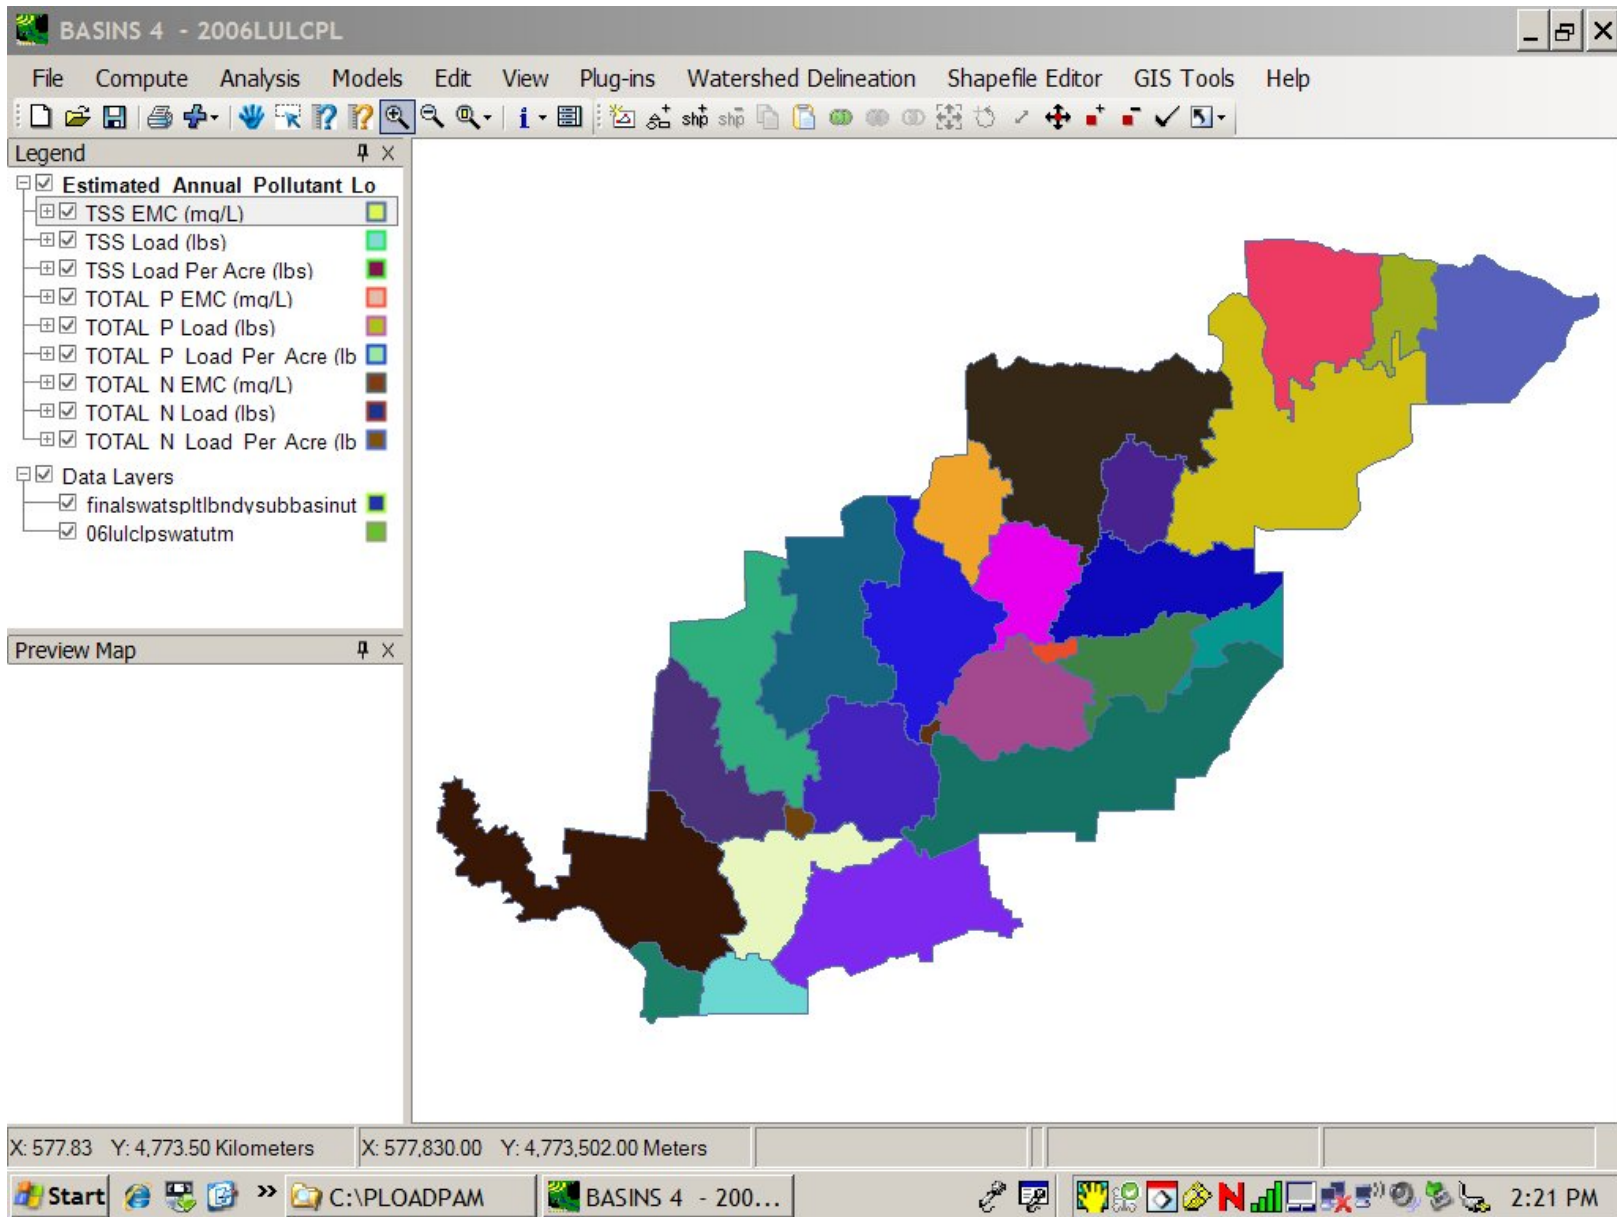 BASINS 4 - 2006LULCPL
File Compute Analysis Models Edit View Plug-ins Watershed Delineation Shapefile Editor GIS Tools Help
shp shp
Legend
Estimated Annual Pollutant Lo
TSS EMC (mg/L)
TSS Load (lbs)
TSS Load Per Acre (lbs)
TOTAL P EMC (mg/L)
TOTAL P Load (lbs)
TOTAL P Load Per Acre (lb
TOTAL N EMC (mg/L)
TOTAL N Load (lbs)
TOTAL N Load Per Acre (lb
Data Layers
finalswatspltlbndysubbasinut
06lulclpswatutm
Preview Map
X: 577.83 Y: 4,773.50 Kilometers X: 577,830.00 Y: 4,773,502.00 Meters
Start C:\PLOADPAM BASINS 4 - 200... N 2:21 PM